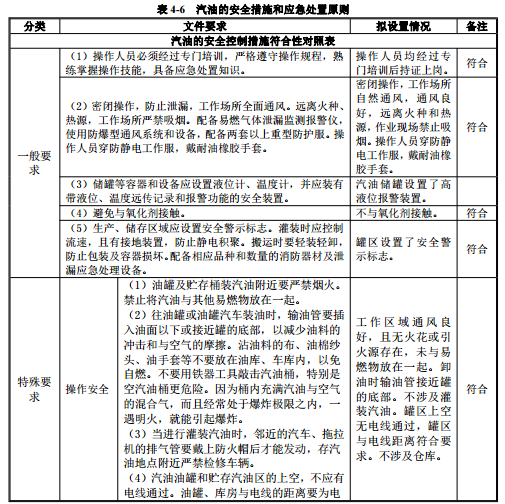 表 4-6 汽油的安全措施和应急处置原则
分类 文件要求 拟设置情况 备注
汽油的安全控制措施符合性对照表
一般要求
（1）操作人员必须经过专门培训，严格遵守操作规程，熟
练掌握操作技能，具备应急处置知识。
操作人员均经过专
门培训后持证上岗。
符合
（2）密闭操作，防止泄漏，工作场所全面通风。远离火种、
热源，工作场所严禁吸烟。配备易燃气体泄漏监测报警仪，
使用防爆型通风系统和设备，配备两套以上重型防护服。操
作人员穿防静电工作服，戴耐油橡胶手套。
密闭操作，工作场所
自然通风，通风良
好，远离火种和热
源，作业现场禁止吸
烟。操作人员穿防静
电工作服，戴耐油橡
胶手套。
符合
（3）储罐等容器和设备应设置液位计、温度计，并应装有
带液位、温度远传记录和报警功能的安全装置。
汽油储罐设置了高
液位报警装置。
（4）避免与氧化剂接触。
不与氧化剂接触。
符合
（5）生产、储存区域应设置安全警示标志。灌装时应控制
流速，且有接地装置，防止静电积聚。搬运时要轻装轻卸，
防止包装及容器损坏。配备相应品种和数量的消防器材及泄
漏应急处理设备。
罐区设置了安全警
示标志。
符合
特殊要求
操作安全
（1）油罐及贮存桶装汽油附近要严禁烟火。
禁止将汽油与其他易燃物放在一起。
（2）往油罐或油罐汽车装油时，输油管要插
入油面以下或接近罐的底部，以减少油料的
冲击和与空气的摩擦。沾油料的布、油棉纱
头、油手套等不要放在油库、车库内，以免
自燃。不要用铁器工具敲击汽油桶，特别是
空汽油桶更危险。因为桶内充满汽油与空气
的混合气，而且经常处于爆炸极限之内，一
遇明火，就能引起爆炸。
（3）当进行灌装汽油时，邻近的汽车、拖拉
机的排气管要戴上防火帽后才能发动，存汽
油地点附近严禁检修车辆。
（4）汽油油罐和贮存汽油区的上空，不应有
电线通过。油罐、库房与电线的距离要为电
工作区域通风良
好，且无火花或引
火源存在，未与易
燃物放在一起。卸
油时输油管接近罐
的底部。不涉及灌
装汽油。罐区上空
无电线通过，罐区
与电线距离符合要
求。不涉及仓库。
符合